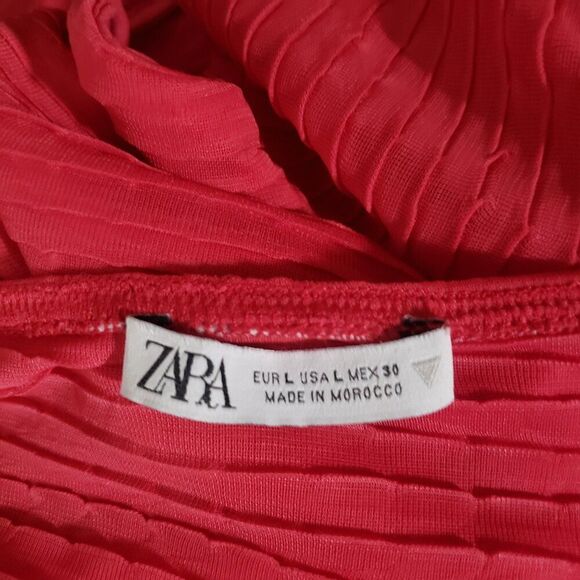 ZARA
EUR L USA L MEX 30
MADE IN MOROCCO